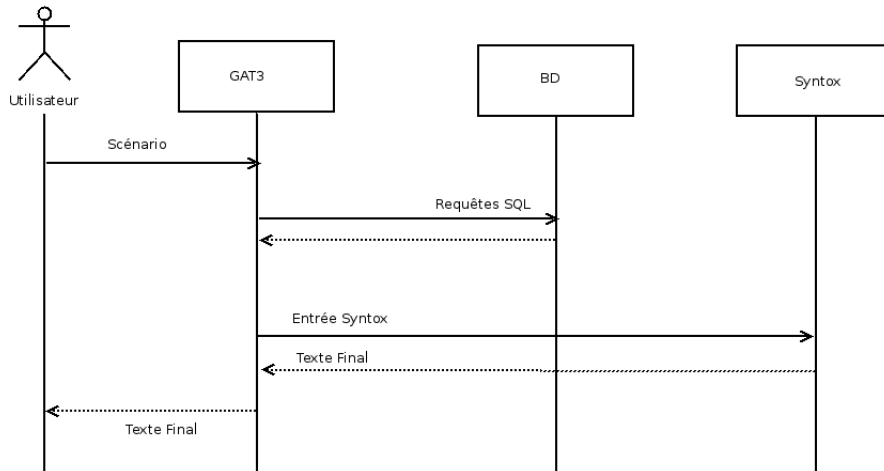 Utilisateur
GAT3
BD
Syntox
Scénario
Requêtes SQL
Entrée Syntox
Texte Final
Texte Final